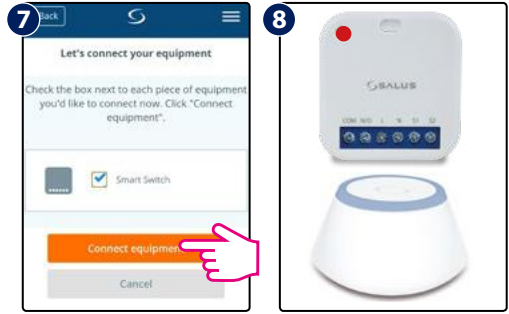 7
Back
Let's connect your equipment
Check the box next to each piece of equipment
you'd like to connect now. Click "Connect
equipment".
Smart Switch
Connect equipmen
Cancel
8
SALUS
COM N/O L N S1 S2